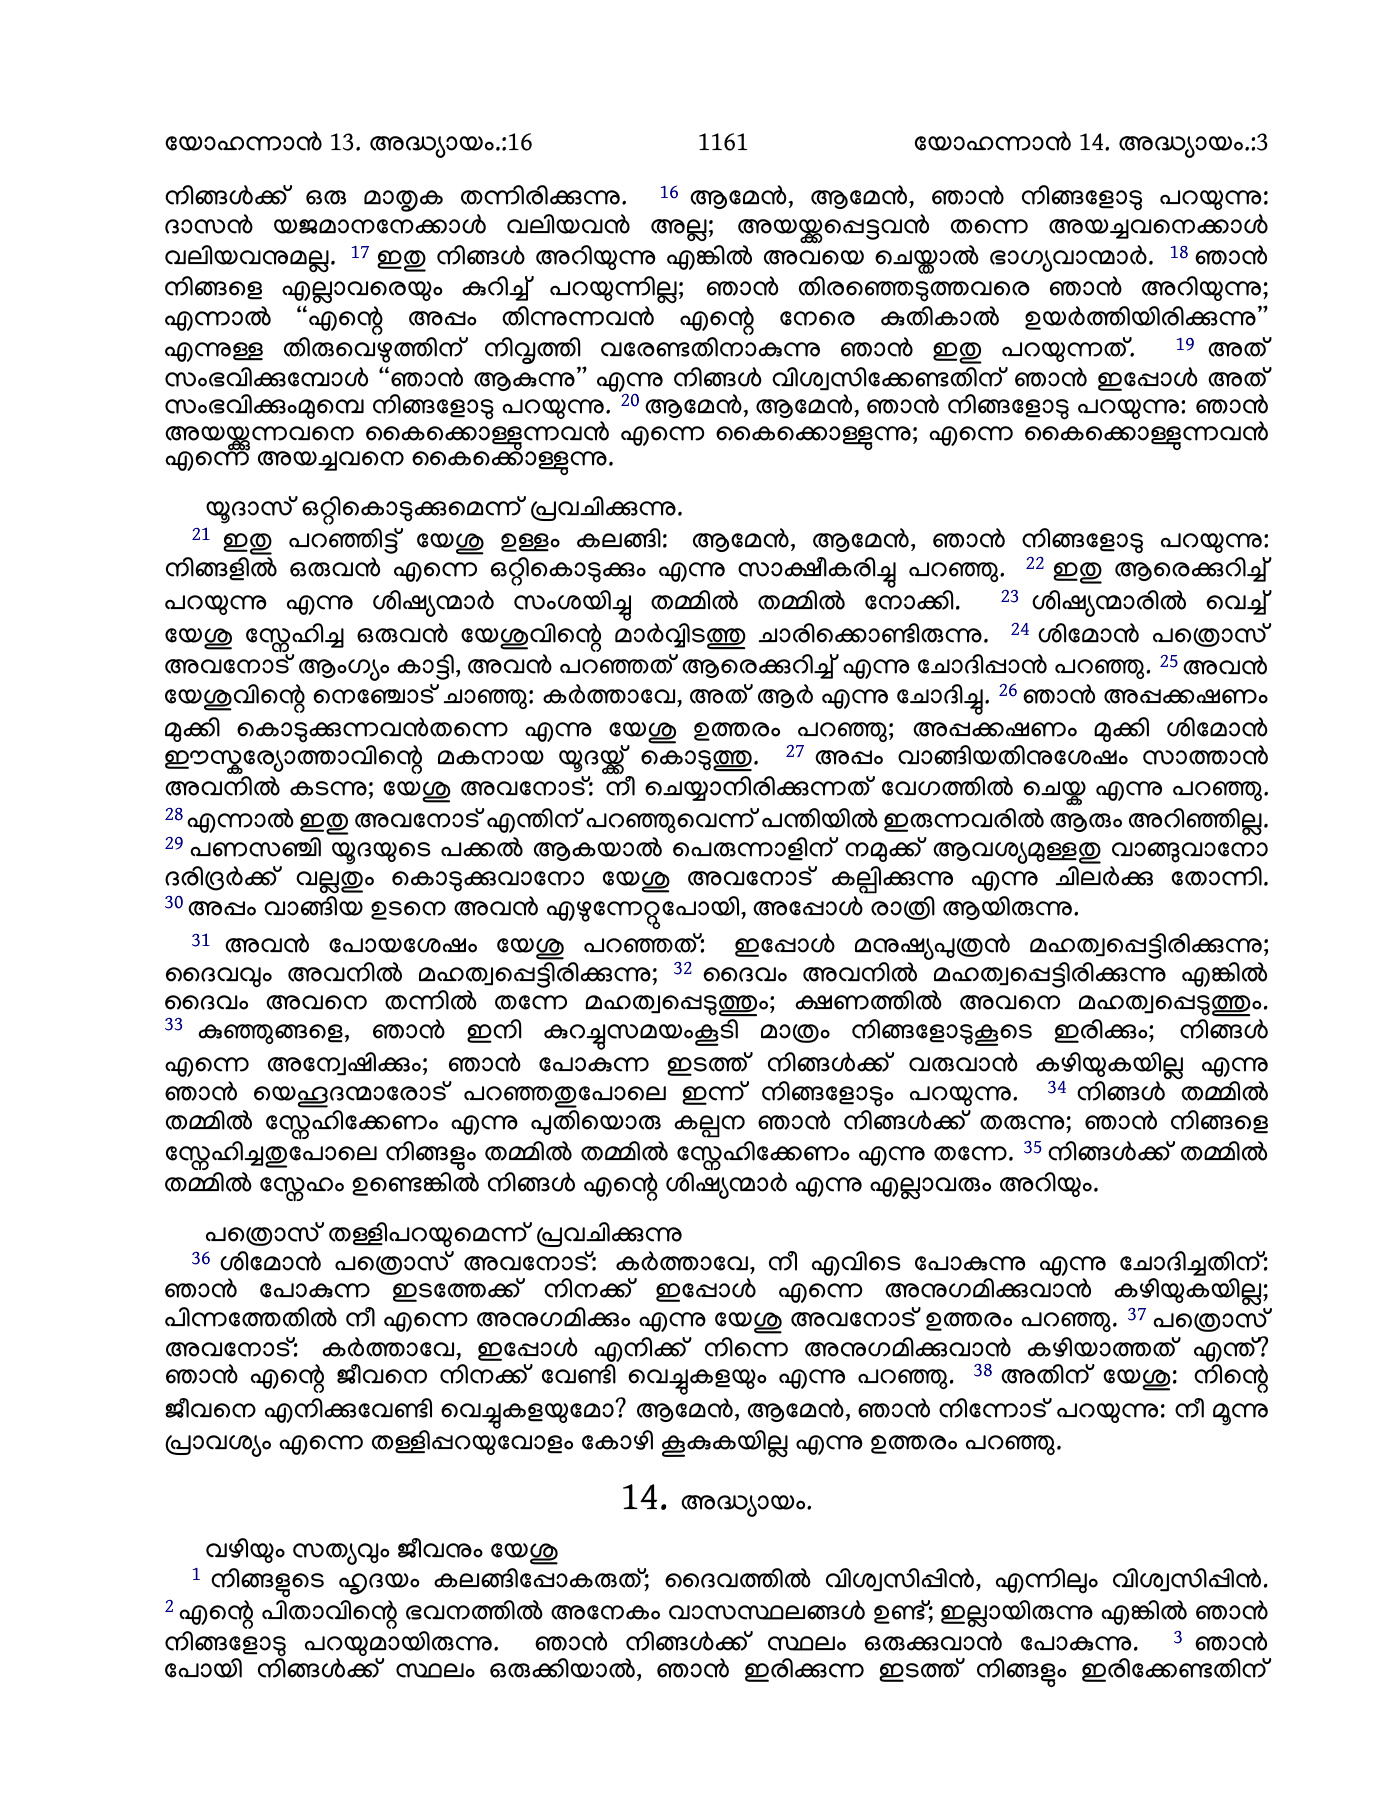 യോഹന്നാൻ 13. അദ്ധ്യായം.:16 1161 യോഹന്നാൻ 14. അദ്ധ്യായം.:3
നിങ്ങൾക്ക് ഒരു മാതൃക തന്നിരിക്കുന്നു. 16 ആമേൻ, ആമേൻ, ഞാൻ നിങ്ങളോടു പറയുന്നു:
ദാസൻ യജമാനനേക്കാൾ വലിയവൻ അല്ല; അയയ്ക്കപ്പെട്ടവൻ തന്നെ അയച്ചവനെക്കാൾ
വലിയവനുമല്ല. 17 ഇതു നിങ്ങൾ അറിയുന്നു എങ്കിൽ അവയെ ചെയ്താൽ ഭാഗ്യവാന്മാർ. 18 ഞാൻ
നിങ്ങളെ എല്ലാവരെയും കുറിച്ച് പറയുന്നില്ല; ഞാൻ തിരഞ്ഞെടുത്തവരെ ഞാൻ അറിയുന്നു;
എന്നാൽ “എന്റെ അപ്പം തിന്നുന്നവൻ എന്റെ നേരെ കുതികാൽ ഉയർത്തിയിരിക്കുന്നു”
എന്നുള്ള തിരുവെഴുത്തിന് നിവൃത്തി വരേണ്ടതിനാകുന്നു ഞാൻ ഇതു പറയുന്നത്. 19 അത്
സംഭവിക്കുമ്പോൾ “ഞാൻ ആകുന്നു” എന്നു നിങ്ങൾ വിശ്വസിക്കേണ്ടതിന് ഞാൻ ഇപ്പോൾ അത്
സംഭവിക്കുംമുമ്പെ നിങ്ങളോടു പറയുന്നു. 20 ആമേൻ, ആമേൻ, ഞാൻ നിങ്ങളോടു പറയുന്നു: ഞാൻ
അയയ്ക്കുന്നവനെ കൈക്കൊള്ളുന്നവൻ എന്നെ കൈക്കൊള്ളുന്നു; എന്നെ കൈക്കൊള്ളുന്നവൻ
എന്നെ അയച്ചവനെ കൈക്കൊള്ളുന്നു.
യൂദാസ് ഒറ്റികൊടുക്കുമെന്ന് പ്രവചിക്കുന്നു.
21 ഇതു പറഞ്ഞിട്ട് യേശു ഉള്ളം കലങ്ങി: ആമേൻ, ആമേൻ, ഞാൻ നിങ്ങളോടു പറയുന്നു:
നിങ്ങളിൽ ഒരുവൻ എന്നെ ഒറ്റികൊടുക്കും എന്നു സാക്ഷീകരിച്ചു പറഞ്ഞു. 22 ഇതു ആരെക്കുറിച്ച്
പറയുന്നു എന്നു ശിഷ്യന്മാർ സംശയിച്ചു തമ്മിൽ തമ്മിൽ നോക്കി. 23 ശിഷ്യന്മാരിൽ വെച്ച്
യേശു സ്നേഹിച്ച ഒരുവൻ യേശുവിന്റെ മാർവ്വിടത്തു ചാരിക്കൊണ്ടിരുന്നു. 24 ശിമോൻ പത്രൊസ്
അവനോട് ആംഗ്യം കാട്ടി, അവൻ പറഞ്ഞത് ആരെക്കുറിച്ച് എന്നു ചോദിപ്പാൻ പറഞ്ഞു. 25 അവൻ
യേശുവിന്റെ നെഞ്ചോട് ചാഞ്ഞു: കർത്താവേ, അത് ആർ എന്നു ചോദിച്ചു. 26 ഞാൻ അപ്പക്കഷണം
മുക്കി കൊടുക്കുന്നവൻതന്നെ എന്നു യേശു ഉത്തരം പറഞ്ഞു; അപ്പക്കഷണം മുക്കി ശിമോൻ
ഈസ്കര്യോത്താവിന്റെ മകനായ യൂദയ്ക്ക് കൊടുത്തു. 27 അപ്പം വാങ്ങിയതിനുശേഷം സാത്താൻ
അവനിൽ കടന്നു; യേശു അവനോട്: നീ ചെയ്യാനിരിക്കുന്നത് വേഗത്തിൽ ചെയ്ക എന്നു പറഞ്ഞു.
28 എന്നാൽ ഇതു അവനോട് എന്തിന് പറഞ്ഞുവെന്ന് പന്തിയിൽ ഇരുന്നവരിൽ ആരും അറിഞ്ഞില്ല.
29 പണസഞ്ചി യൂദയുടെ പക്കൽ ആകയാൽ പെരുന്നാളിന് നമുക്ക് ആവശ്യമുള്ളതു വാങ്ങുവാനോ
ദരിദ്രർക്ക് വല്ലതും കൊടുക്കുവാനോ യേശു അവനോട് കല്പിക്കുന്നു എന്നു ചിലർക്കു തോന്നി.
30 അപ്പം വാങ്ങിയ ഉടനെ അവൻ എഴുന്നേറ്റുപോയി, അപ്പോൾ രാത്രി ആയിരുന്നു.
31 അവൻ പോയശേഷം യേശു പറഞ്ഞത്: ഇപ്പോൾ മനുഷ്യപുത്രൻ മഹത്വപ്പെട്ടിരിക്കുന്നു;
ദൈവവും അവനിൽ മഹത്വപ്പെട്ടിരിക്കുന്നു; 32 ദൈവം അവനിൽ മഹത്വപ്പെട്ടിരിക്കുന്നു എങ്കിൽ
ദൈവം അവനെ തന്നിൽ തന്നേ മഹത്വപ്പെടുത്തും; ക്ഷണത്തിൽ അവനെ മഹത്വപ്പെടുത്തും.
33 കുഞ്ഞുങ്ങളെ, ഞാൻ ഇനി കുറച്ചുസമയംകൂടി മാത്രം നിങ്ങളോടുകൂടെ ഇരിക്കും; നിങ്ങൾ
എന്നെ അന്വേഷിക്കും; ഞാൻ പോകുന്ന ഇടത്ത് നിങ്ങൾക്ക് വരുവാൻ കഴിയുകയില്ല എന്നു
ഞാൻ യെഹൂദന്മാരോട് പറഞ്ഞതുപോലെ ഇന്ന് നിങ്ങളോടും പറയുന്നു. 34 നിങ്ങൾ തമ്മിൽ
തമ്മിൽ സ്നേഹിക്കേണം എന്നു പുതിയൊരു കല്പന ഞാൻ നിങ്ങൾക്ക് തരുന്നു; ഞാൻ നിങ്ങളെ
സ്നേഹിച്ചതുപോലെ നിങ്ങളും തമ്മിൽ തമ്മിൽ സ്നേഹിക്കേണം എന്നു തന്നേ. 35 നിങ്ങൾക്ക് തമ്മിൽ
തമ്മിൽ സ്നേഹം ഉണ്ടെങ്കിൽ നിങ്ങൾ എന്റെ ശിഷ്യന്മാർ എന്നു എല്ലാവരും അറിയും.
പത്രൊസ് തള്ളിപറയുമെന്ന് പ്രവചിക്കുന്നു
36 ശിമോൻ പത്രൊസ് അവനോട്: കർത്താവേ, നീ എവിടെ പോകുന്നു എന്നു ചോദിച്ചതിന്:
ഞാൻ പോകുന്ന ഇടത്തേക്ക് നിനക്ക് ഇപ്പോൾ എന്നെ അനുഗമിക്കുവാൻ കഴിയുകയില്ല;
പിന്നത്തേതിൽ നീ എന്നെ അനുഗമിക്കും എന്നു യേശു അവനോട് ഉത്തരം പറഞ്ഞു. 37 പത്രൊസ്
അവനോട്: കർത്താവേ, ഇപ്പോൾ എനിക്ക് നിന്നെ അനുഗമിക്കുവാൻ കഴിയാത്തത് എന്ത്?
ഞാൻ എന്റെ ജീവനെ നിനക്ക് വേണ്ടി വെച്ചുകളയും എന്നു പറഞ്ഞു. 38 അതിന് യേശു: നിന്റെ
ജീവനെ എനിക്കുവേണ്ടി വെച്ചുകളയുമോ? ആമേൻ, ആമേൻ, ഞാൻ നിന്നോട് പറയുന്നു: നീ മൂന്നു
പ്രാവശ്യം എന്നെ തള്ളിപ്പറയുവോളം കോഴി കൂകുകയില്ല എന്നു ഉത്തരം പറഞ്ഞു.
14. അദ്ധ്യായം.
വഴിയും സത്യവും ജീവനും യേശു
1 നിങ്ങളുടെ ഹൃദയം കലങ്ങിപ്പോകരുത്; ദൈവത്തിൽ വിശ്വസിപ്പിൻ, എന്നിലും വിശ്വസിപ്പിൻ.
2 എന്റെ പിതാവിന്റെ ഭവനത്തിൽ അനേകം വാസസ്ഥലങ്ങൾ ഉണ്ട്; ഇല്ലായിരുന്നു എങ്കിൽ ഞാൻ
നിങ്ങളോടു പറയുമായിരുന്നു. ഞാൻ നിങ്ങൾക്ക് സ്ഥലം ഒരുക്കുവാൻ പോകുന്നു. 3 ഞാൻ
പോയി നിങ്ങൾക്ക് സ്ഥലം ഒരുക്കിയാൽ, ഞാൻ ഇരിക്കുന്ന ഇടത്ത് നിങ്ങളും ഇരിക്കേണ്ടതിന്